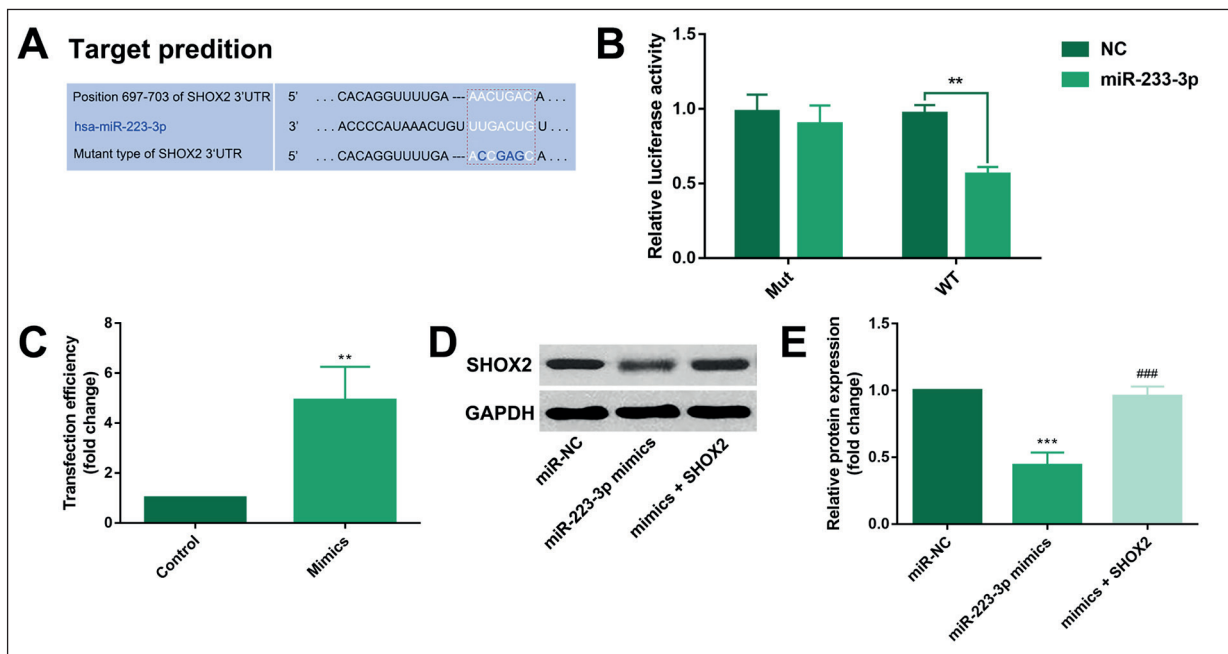 A Target predition
Position 697-703 of SHOX2 3'UTR 5' ... CACAGGUUUUGA --- AACUGAC A ...
hsa-miR-223-3p 3' ... ACCCCAUAAACUGU UUGACUG U ...
Mutant type of SHOX2 3'UTR 5' ... CACAGGUUUUGA --- ACCGAGC A ...
B
Relative luciferase activity
1.5
1.0
0.5
0.0
**
Mut
WT
NC
miR-233-3p
C
Transfection efficiency
(fold change)
8
6
4
2
0
**
Control
Mimics
D
SHOX2
GAPDH
miR-NC
miR-223-3p mimics
mimics + SHOX2
E
Relative protein expression
(fold change)
1.5
1.0
0.5
0.0
***
###
miR-NC
miR-223-3p mimics
mimics + SHOX2